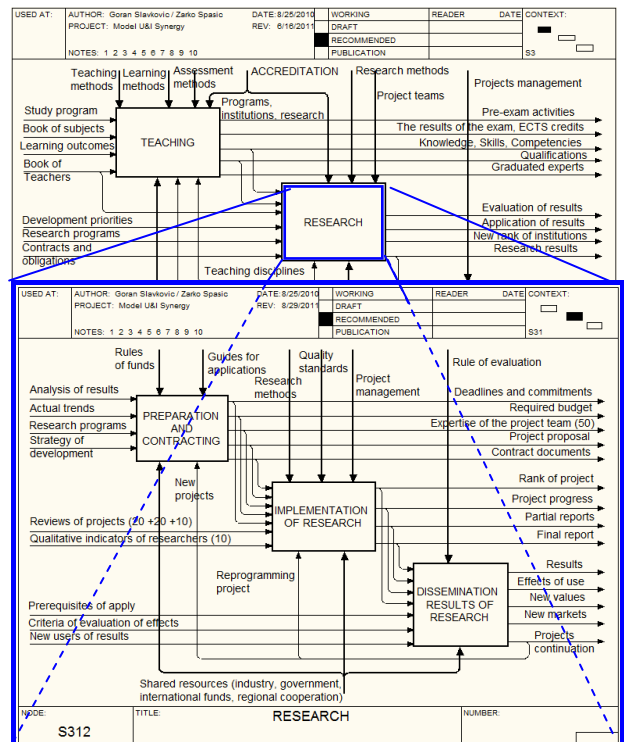 USED AT:
AUTHOR: Goran Slavkovic / Zarko Spasic
DATE: 8/25/2010
WORKING
READER
DATE
CONTEXT:
PROJECT: Model U&I Synergy
REV: 6/16/2011
DRAFT
RECOMMENDED
NOTES: 1 2 3 4 5 6 7 8 9 10
PUBLICATION
S3
Teaching
methods
Learning
methods
Assessment
methods
ACCREDITATION
Research methods
Projects management
Programs,
institutions, research
Project teams
Study program
Book of subjects
Learning outcomes
Book of
Teachers
TEACHING
Pre-exam activities
The results of the exam, ECTS credits
Knowledge, Skills, Competencies
Qualifications
Graduated experts
Development priorities
Research programs
Contracts and
obligations
RESEARCH
Evaluation of results
Application of results
New rank of institutions
Research results
Teaching disciplines
USED AT:
AUTHOR: Goran Slavkovic / Zarko Spasic
DATE: 8/25/2010
WORKING
READER
DATE
CONTEXT:
PROJECT: Model U&I Synergy
REV: 8/29/2011
DRAFT
RECOMMENDED
NOTES: 1 2 3 4 5 6 7 8 9 10
PUBLICATION
S31
Rules
of funds
Guides for
applications
Quality
standards
Research
methods
Project
management
Rule of evaluation
Analysis of results
Actual trends
Research programs
Strategy of
development
PREPARATION
AND
CONTRACTING
Deadlines and commitments
Required budget
Expertise of the project team (50)
Project proposal
Contract documents
New
projects
Reviews of projects (20 +20 +10)
Qualitative indicators of researchers (10)
IMPLEMENTATION
OF RESEARCH
Rank of project
Project progress
Partial reports
Final report
Reprogramming
project
Prerequisites of apply
Criteria of evaluation of effects
New users of results
DISSEMINATION
RESULTS OF
RESEARCH
Results
Effects of use
New values
New markets
Projects
continuation
Shared resources (industry, government,
international funds, regional cooperation)
NODE:
S312
TITLE:
RESEARCH
NUMBER: